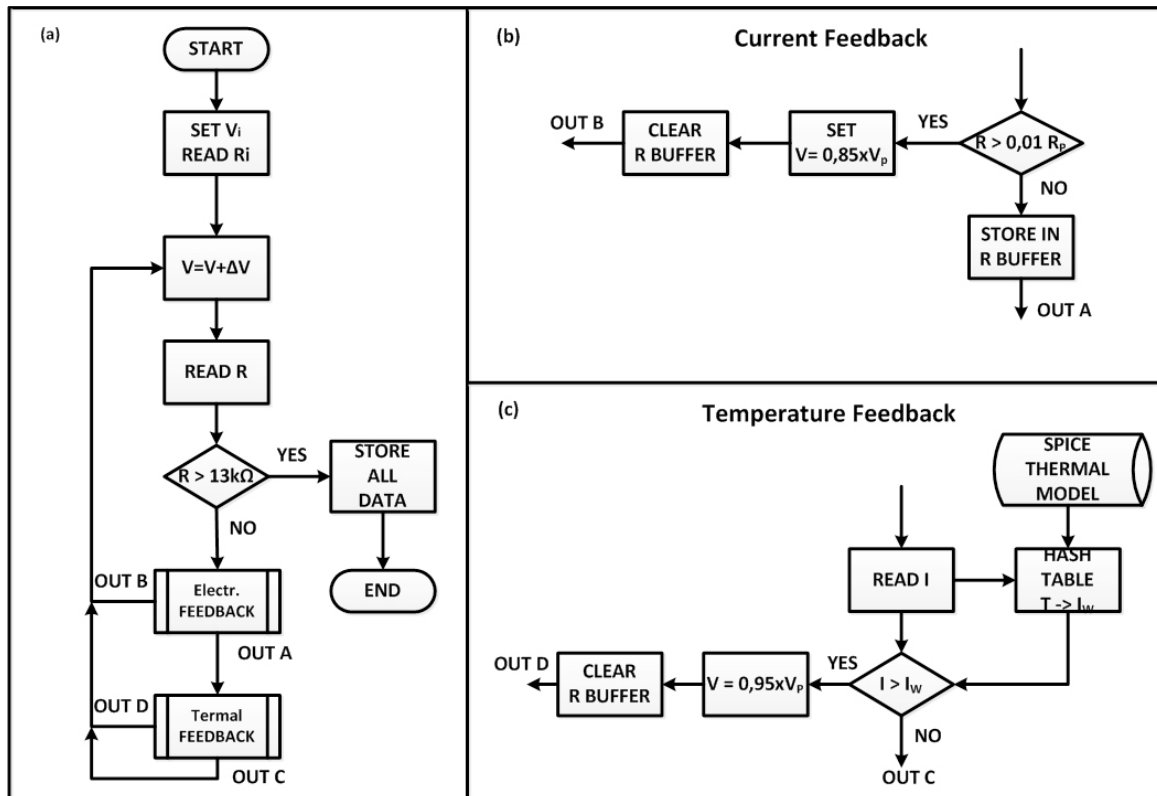 (a)
START
SET Vi
READ Ri
V=V+ΔV
READ R
R > 13kΩ
YES
STORE
ALL
DATA
NO
END
OUT B
Electr.
FEEDBACK
OUT A
OUT D
Termal
FEEDBACK
OUT C
(b)
Current Feedback
OUT B
CLEAR
R BUFFER
SET
V= 0,85xVp
YES
R > 0,01 RP
NO
STORE IN
R BUFFER
OUT A
(c)
Temperature Feedback
SPICE
THERMAL
MODEL
READ I
HASH
TABLE
T -> IW
OUT D
CLEAR
R BUFFER
V = 0,95xVP
YES
I > IW
NO
OUT C